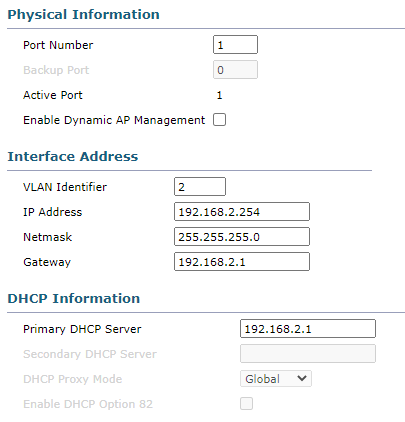 Physical Information
Port Number 1
Backup Port 0
Active Port 1
Enable Dynamic AP Management
Interface Address
VLAN Identifier 2
IP Address 192.168.2.254
Netmask 255.255.255.0
Gateway 192.168.2.1
DHCP Information
Primary DHCP Server 192.168.2.1
Secondary DHCP Server
DHCP Proxy Mode Global
Enable DHCP Option 82